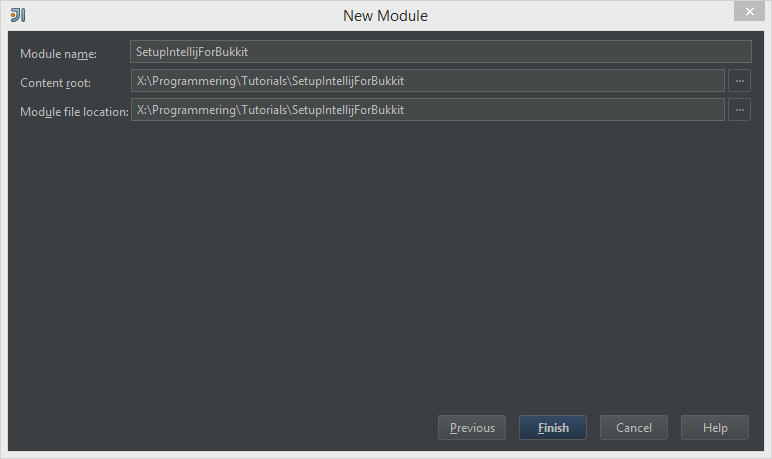 New Module
Module name: SetupIntellijForBukkit
Content root: X:\Programmering\Tutorials\SetupIntellijForBukkit ...
Module file location: X:\Programmering\Tutorials\SetupIntellijForBukkit ...
Previous Finish Cancel Help